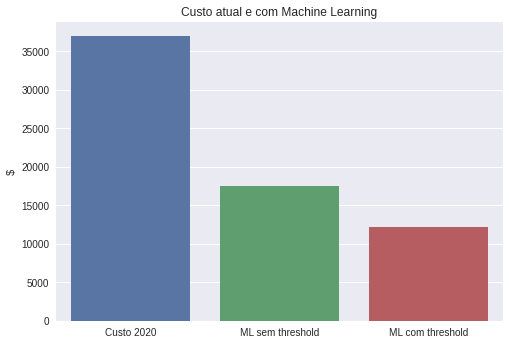 Custo atual e com Machine Learning
$
35000
30000
25000
20000
15000
10000
5000
0
Custo 2020
ML sem threshold
ML com threshold